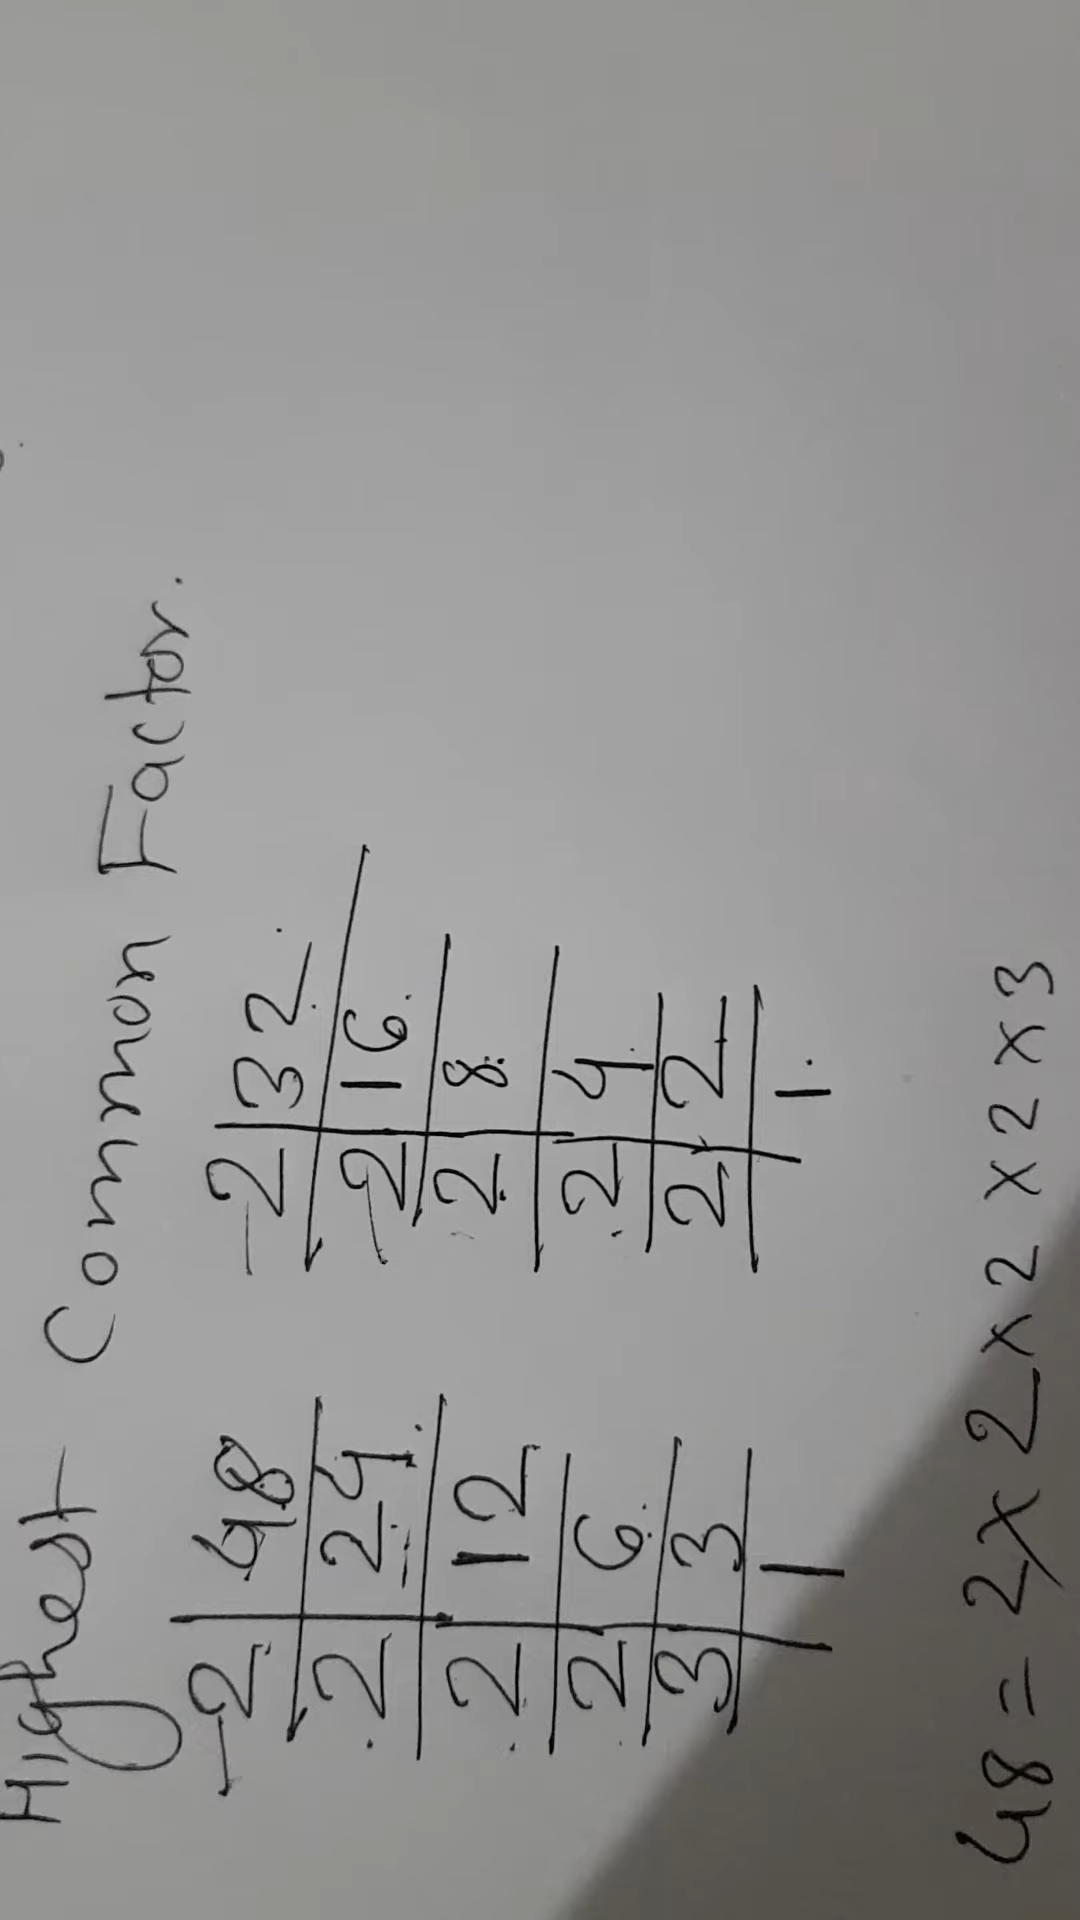 Highest Common Factor.
2 48 2 32
2 24 2 16
2 12 2 8
2 6 2 4
3 3 2 2
1 1
48 = 2 x 2 x 2 x 2 x 3